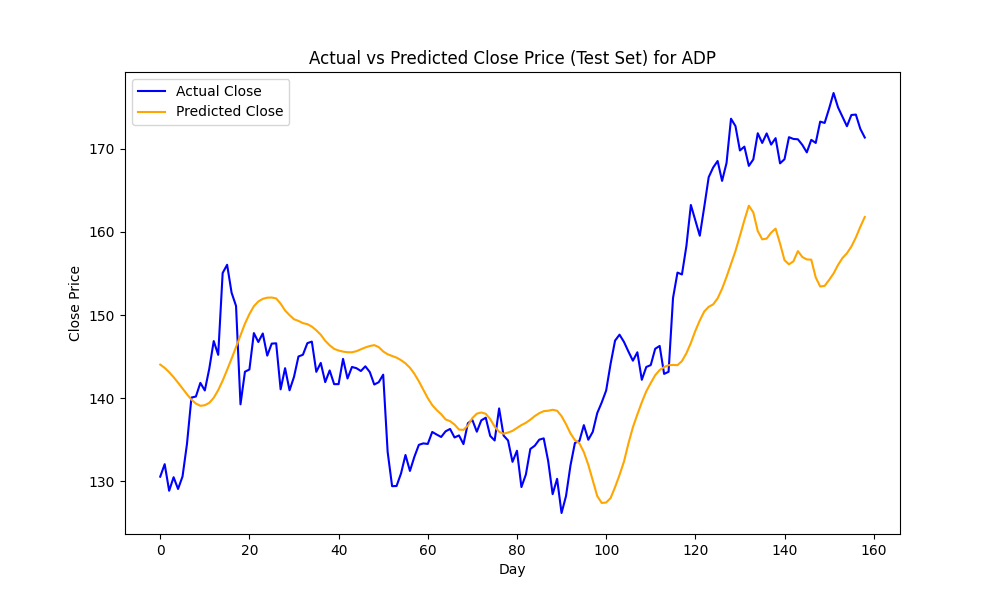 Actual vs Predicted Close Price (Test Set) for ADP
Actual Close
Predicted Close
Close Price
170
160
150
140
130
0 20 40 60 80 100 120 140 160
Day